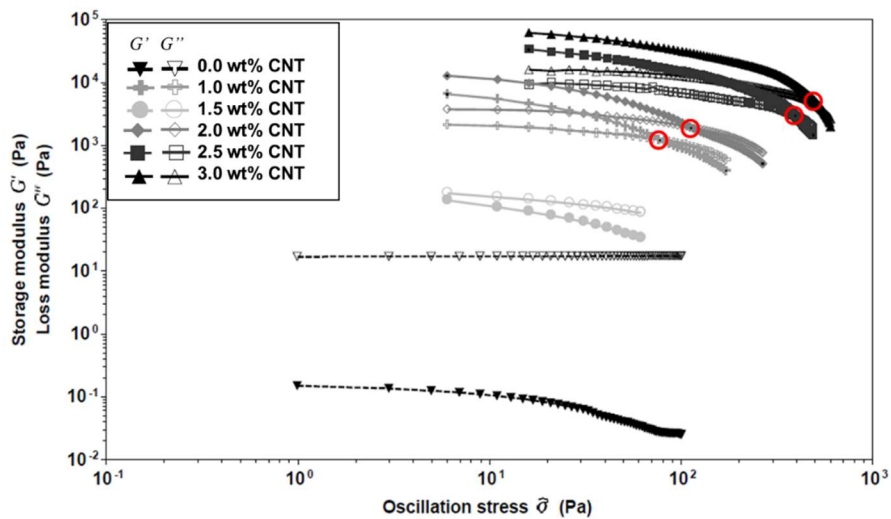 G' G''
0.0 wt% CNT
1.0 wt% CNT
1.5 wt% CNT
2.0 wt% CNT
2.5 wt% CNT
3.0 wt% CNT
Storage modulus G' (Pa)
Loss modulus G'' (Pa)
10^5
10^4
10^3
10^2
10^1
10^0
10^-1
10^-2
10^-1 10^0 10^1 10^2 10^3
Oscillation stress σ̂ (Pa)